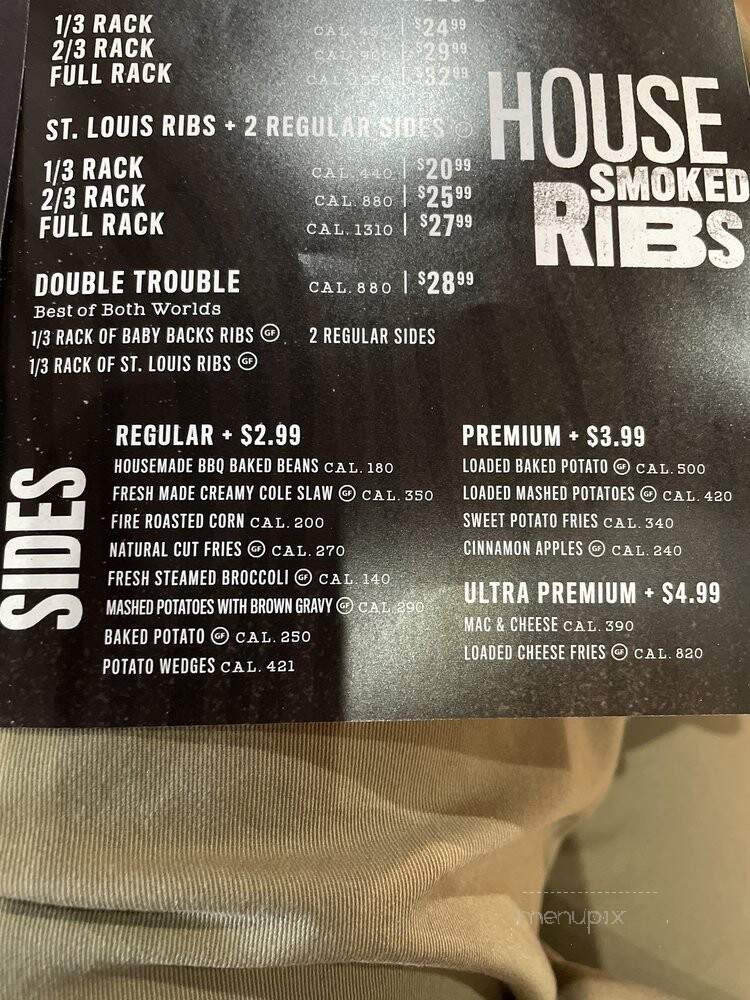 1/3 RACK CAL. 450 | $24.99
2/3 RACK CAL. 900 | $29.99
FULL RACK CAL. | $32.99
ST. LOUIS RIBS + 2 REGULAR SIDES
1/3 RACK CAL. 440 | $20.99
2/3 RACK CAL. 880 | $25.99
FULL RACK CAL. 1310 | $27.99
HOUSE
SMOKED
RIBS
DOUBLE TROUBLE CAL. 880 | $28.99
Best of Both Worlds
1/3 RACK OF BABY BACKS RIBS GF 2 REGULAR SIDES
1/3 RACK OF ST. LOUIS RIBS GF
SIDES
REGULAR + $2.99
HOUSEMADE BBQ BAKED BEANS CAL. 180
FRESH MADE CREAMY COLE SLAW GF CAL. 350
FIRE ROASTED CORN CAL. 200
NATURAL CUT FRIES GF CAL. 270
FRESH STEAMED BROCCOLI GF CAL. 140
MASHED POTATOES WITH BROWN GRAVY GF CAL. 290
BAKED POTATO GF CAL. 250
POTATO WEDGES CAL. 421
PREMIUM + $3.99
LOADED BAKED POTATO GF CAL. 500
LOADED MASHED POTATOES GF CAL. 420
SWEET POTATO FRIES CAL. 340
CINNAMON APPLES GF CAL. 240
ULTRA PREMIUM + $4.99
MAC & CHEESE CAL. 390
LOADED CHEESE FRIES GF CAL. 820
menupix